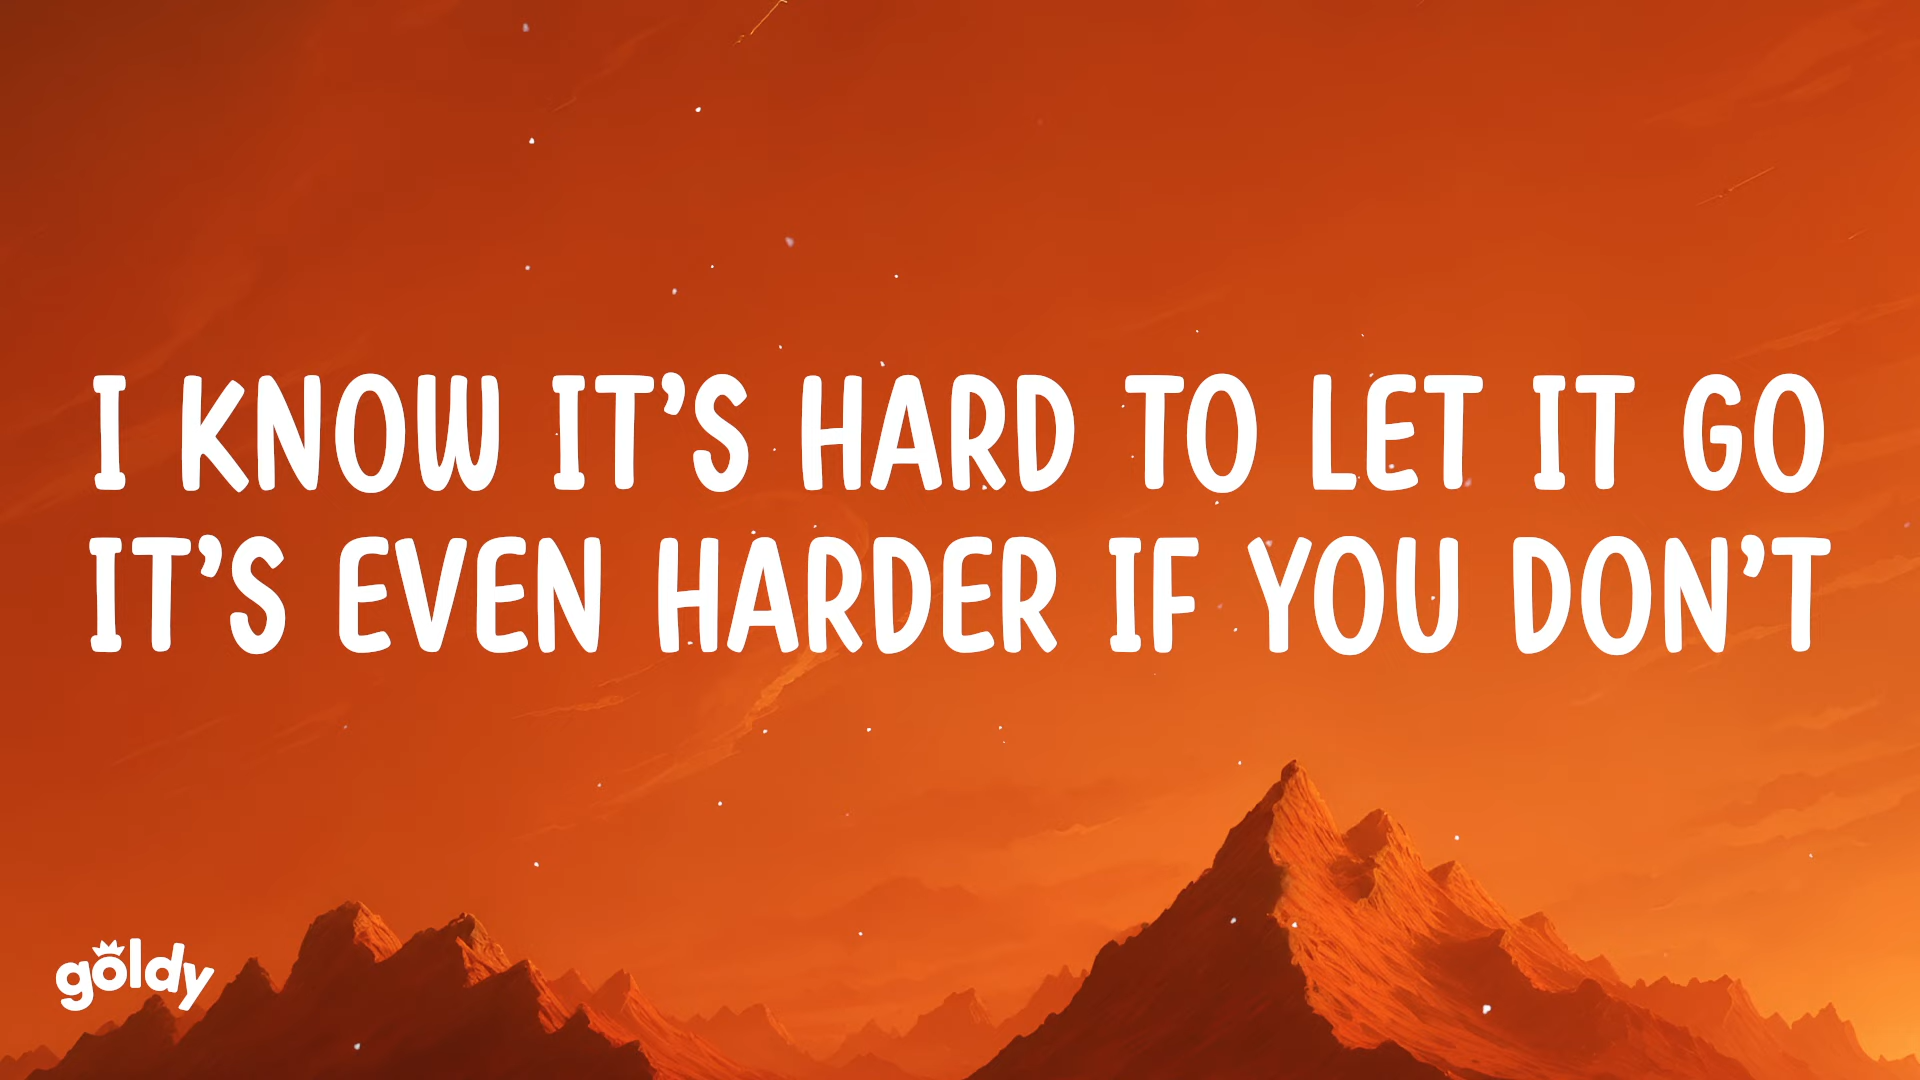 I KNOW IT’S HARD TO LET IT GO
IT’S EVEN HARDER IF YOU DON’T
goldy